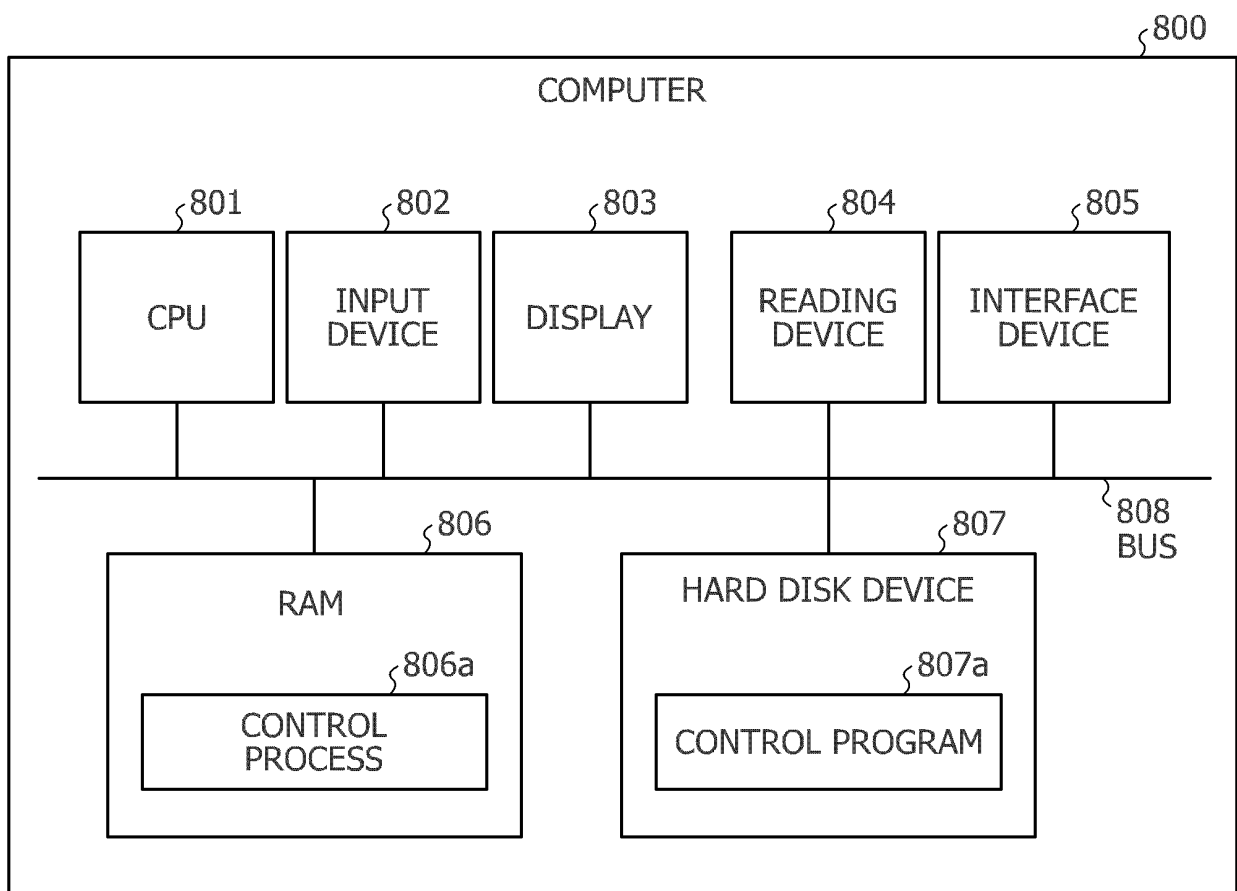 800
COMPUTER
801
802
803
804
805
CPU
INPUT
DEVICE
DISPLAY
READING
DEVICE
INTERFACE
DEVICE
808
BUS
806
RAM
806a
CONTROL
PROCESS
807
HARD DISK DEVICE
807a
CONTROL PROGRAM